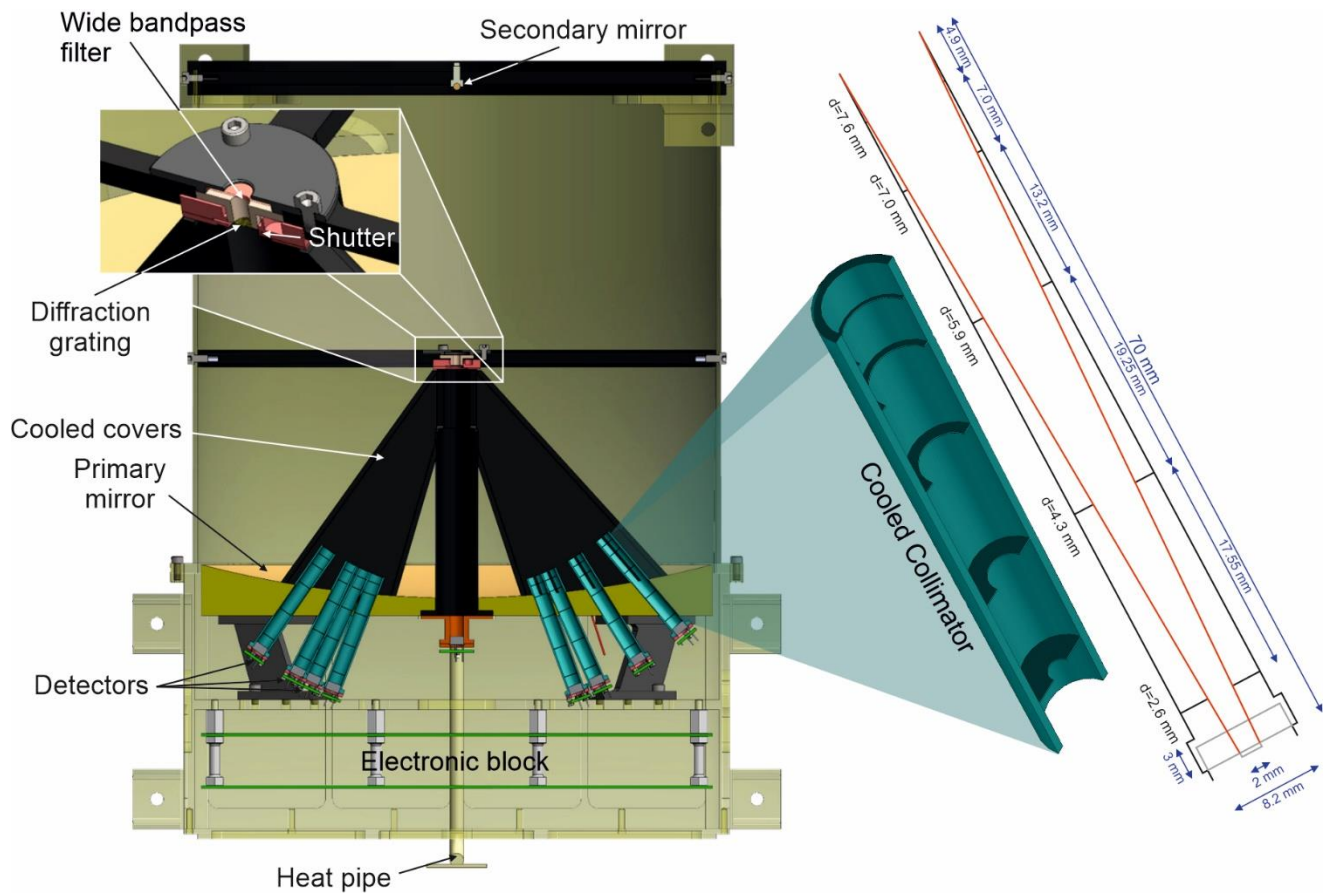 Wide bandpass
filter
Secondary mirror
Shutter
Diffraction
grating
Cooled covers
Primary
mirror
Detectors
Electronic block
Heat pipe
Cooled Collimator
d=7.6 mm
d=7.0 mm
d=5.9 mm
d=4.3 mm
d=2.6 mm
4.9 mm
7.0 mm
13.2 mm
70 mm
19.25 mm
17.55 mm
3 mm
2 mm
8.2 mm